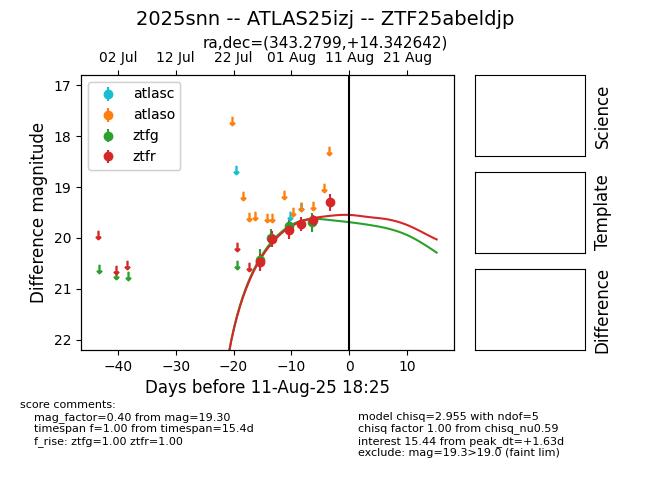 2025snn -- ATLAS25izj -- ZTF25abeldjp
ra,dec=(343.2799,+14.342642)
02 Jul 12 Jul 22 Jul 01 Aug 11 Aug 21 Aug
atlasc
atlaso
ztfg
ztfr
17
18
19
20
21
22
Difference magnitude
−40 −30 −20 −10 0 10
Days before 11-Aug-25 18:25
Science
Template
Difference
score comments:
mag_factor=0.40 from mag=19.30
timespan f=1.00 from timespan=15.4d
f_rise: ztfg=1.00 ztfr=1.00
model chisq=2.955 with ndof=5
chisq factor 1.00 from chisq_nu0.59
interest 15.44 from peak_dt=+1.63d
exclude: mag=19.3>19.0 (faint lim)